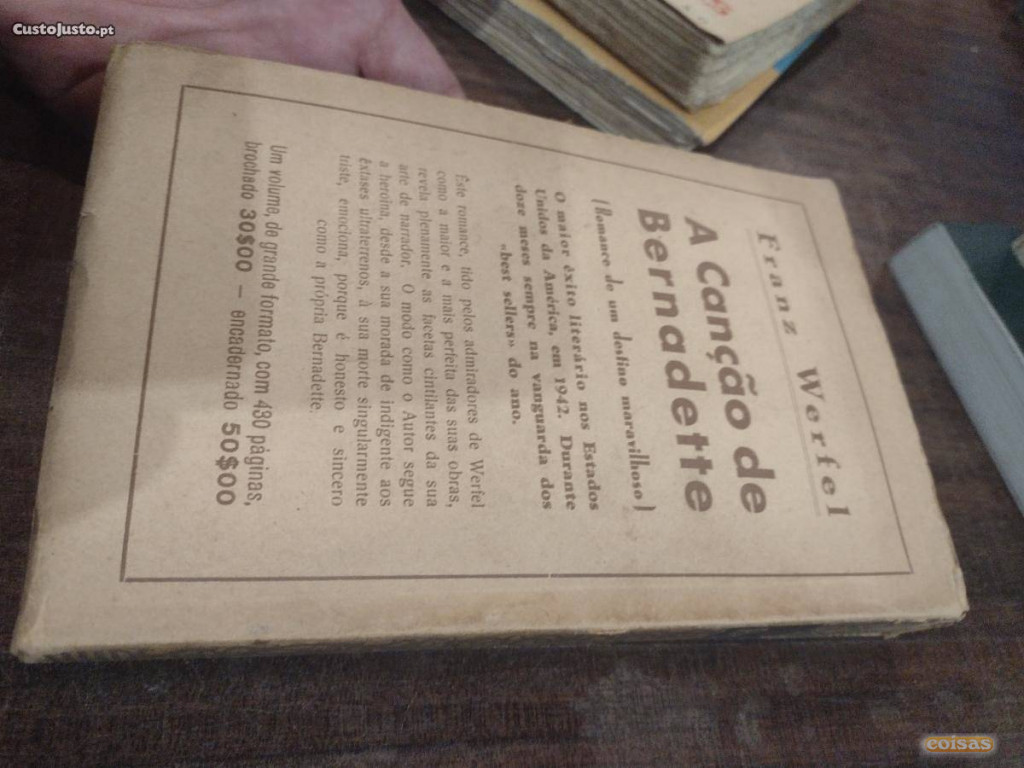 CustoJusto.pt
Franz Werfel
A Canção de
Bernadette
(Romance de um destino maravilhoso)
O maior êxito literário nos Estados
Unidos da América, em 1942. Durante
doze meses sempre na vanguarda dos
«best sellers» do ano.
Êste romance, tido pelos admiradores de Werfel
como a maior e a mais perfeita das suas obras,
revela plenamente as facetas cintilantes da sua
arte de narrador. O modo como o Autor segue
a heroína, desde a sua morada de indigente aos
êxtases ultraterrenos, à sua morte singularmente
triste, emociona, porque é honesto e sincero
como a própria Bernadette.
Um volume, de grande formato, com 430 páginas,
brochado 30$00 — encadernado 50$00
coisas